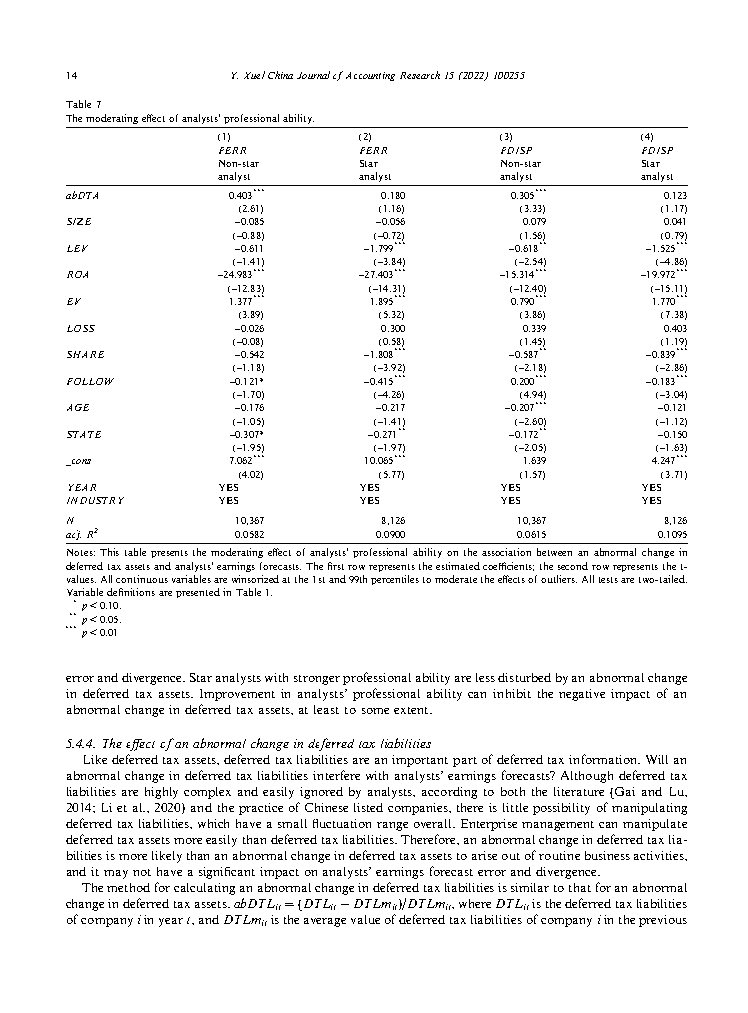 14 Y. Xue/ China Journal of Accounting Research 15 (2022) 100255
Table 7
The moderating effect of analysts' professional ability.
(1) (2) (3) (4)
FERR FERR FDISP FDISP
Non-star Star Non-star Star
analyst analyst analyst analyst
abDTA 0.403*** 0.180 0.305*** 0.123
(2.61) (1.16) (3.33) (1.17)
SIZE −0.085 −0.056 0.079 0.041
(−0.88) (−0.72) (1.56) (0.79)
LEV −0.611 −1.799*** −0.618** −1.525***
(−1.41) (−3.84) (−2.54) (−4.86)
ROA −24.983*** −27.403*** −15.314*** −19.972***
(−12.83) (−14.31) (−12.40) (−15.11)
EV 1.377*** 1.895*** 0.790*** 1.770***
(3.89) (5.32) (3.86) (7.38)
LOSS −0.026 0.300 0.339 0.403
(−0.08) (0.58) (1.45) (1.19)
SHARE −0.542 −1.808*** −0.587** −0.839***
(−1.18) (−3.92) (−2.18) (−2.86)
FOLLOW −0.121* −0.415*** 0.200*** −0.183***
(−1.70) (−4.26) (4.94) (−3.04)
AGE −0.176 −0.217 −0.207*** −0.121
(−1.05) (−1.41) (−2.60) (−1.12)
STATE −0.307* −0.271** −0.172** −0.150
(−1.95) (−1.97) (−2.05) (−1.63)
_cons 7.062*** 10.065*** 1.639 4.247***
(4.02) (5.77) (1.57) (3.71)
YEAR YES YES YES YES
INDUSTRY YES YES YES YES
N 10,367 8,126 10,367 8,126
adj. R² 0.0582 0.0900 0.0615 0.1095
Notes: This table presents the moderating effect of analysts' professional ability on the association between an abnormal change in
deferred tax assets and analysts' earnings forecasts. The first row represents the estimated coefficients; the second row represents the t-
values. All continuous variables are winsorized at the 1st and 99th percentiles to moderate the effects of outliers. All tests are two-tailed.
Variable definitions are presented in Table 1.
* p < 0.10.
** p < 0.05.
*** p < 0.01
error and divergence. Star analysts with stronger professional ability are less disturbed by an abnormal change
in deferred tax assets. Improvement in analysts' professional ability can inhibit the negative impact of an
abnormal change in deferred tax assets, at least to some extent.
5.4.4. The effect of an abnormal change in deferred tax liabilities
Like deferred tax assets, deferred tax liabilities are an important part of deferred tax information. Will an
abnormal change in deferred tax liabilities interfere with analysts' earnings forecasts? Although deferred tax
liabilities are highly complex and easily ignored by analysts, according to both the literature (Gai and Lu,
2014; Li et al., 2020) and the practice of Chinese listed companies, there is little possibility of manipulating
deferred tax liabilities, which have a small fluctuation range overall. Enterprise management can manipulate
deferred tax assets more easily than deferred tax liabilities. Therefore, an abnormal change in deferred tax lia-
bilities is more likely than an abnormal change in deferred tax assets to arise out of routine business activities,
and it may not have a significant impact on analysts' earnings forecast error and divergence.
The method for calculating an abnormal change in deferred tax liabilities is similar to that for an abnormal
change in deferred tax assets. abDTLit = (DTLit − DTLmit)/DTLmit, where DTLit is the deferred tax liabilities
of company i in year t, and DTLmit is the average value of deferred tax liabilities of company i in the previous